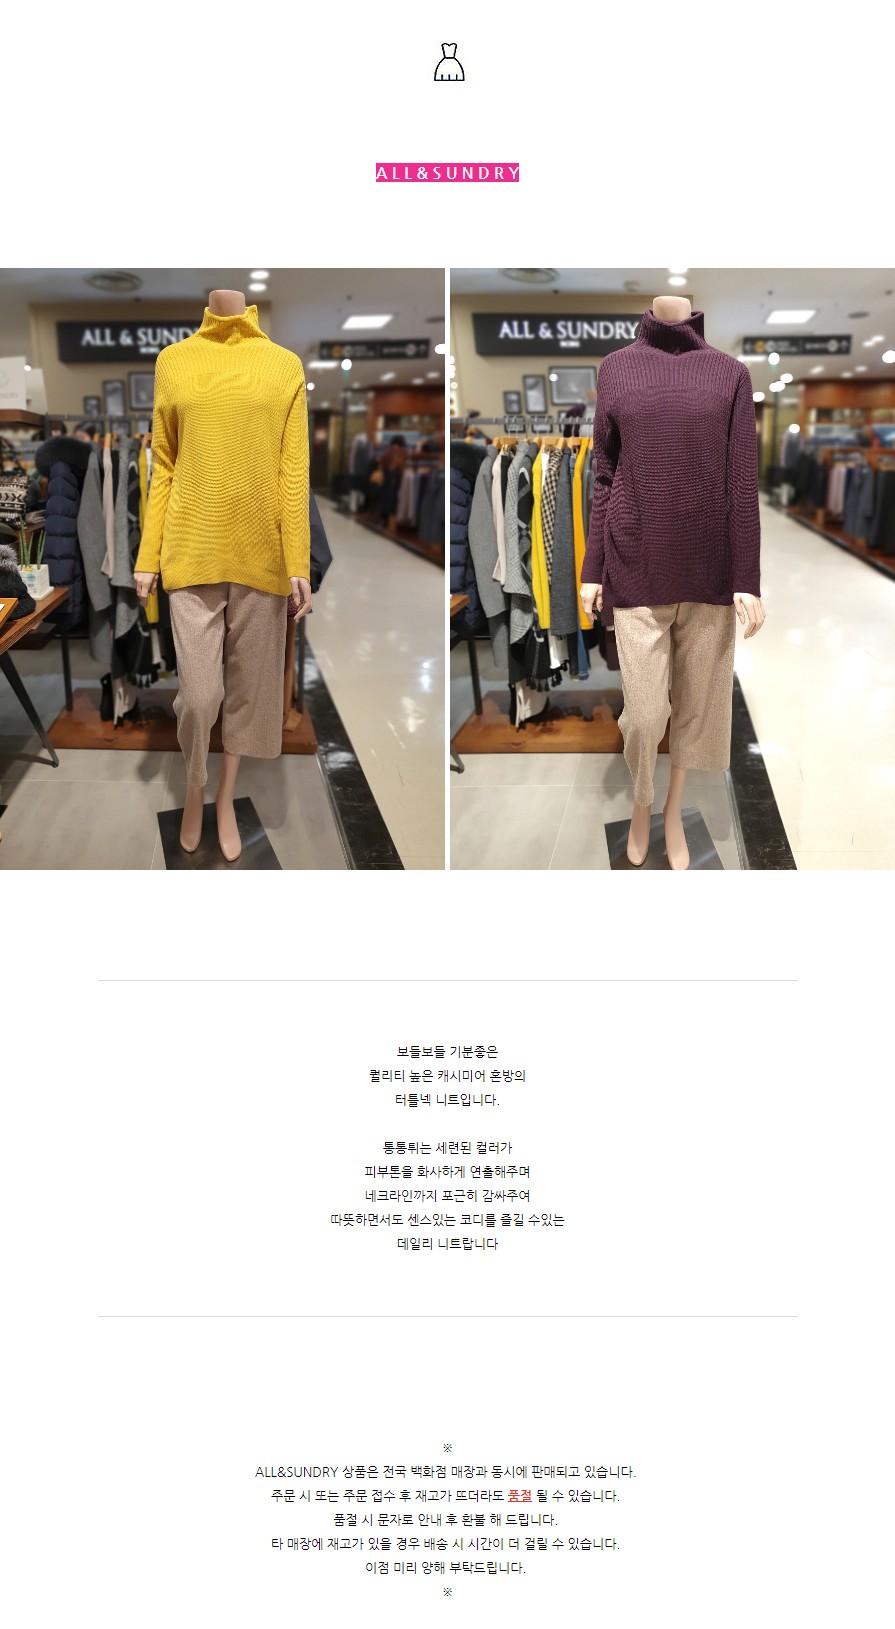 ALL&SUNDRY
ALL & SUNDRY
ALL & SUNDRY
보들보들 기분좋은
퀄리티 높은 캐시미어 혼방의
터틀넥 니트입니다.
통통튀는 세련된 컬러가
피부톤을 화사하게 연출해주며
네크라인까지 포근히 감싸주여
따뜻하면서도 센스있는 코디를 즐길 수있는
데일리 니트랍니다
※
ALL&SUNDRY 상품은 전국 백화점 매장과 동시에 판매되고 있습니다.
주문 시 또는 주문 접수 후 재고가 뜨더라도 품절 될 수 있습니다.
품절 시 문자로 안내 후 환불 해 드립니다.
타 매장에 재고가 있을 경우 배송 시 시간이 더 걸릴 수 있습니다.
이점 미리 양해 부탁드립니다.
※